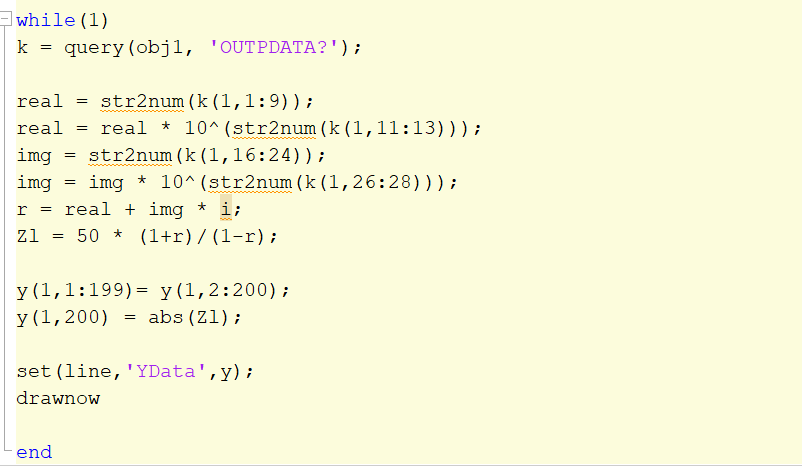 while(1)
k = query(obj1, 'OUTPDATA?');
real = str2num(k(1,1:9));
real = real * 10^(str2num(k(1,11:13)));
img = str2num(k(1,16:24));
img = img * 10^(str2num(k(1,26:28)));
r = real + img * i;
Zl = 50 * (1+r)/(1-r);
y(1,1:199)= y(1,2:200);
y(1,200) = abs(Zl);
set(line,'YData',y);
drawnow
end